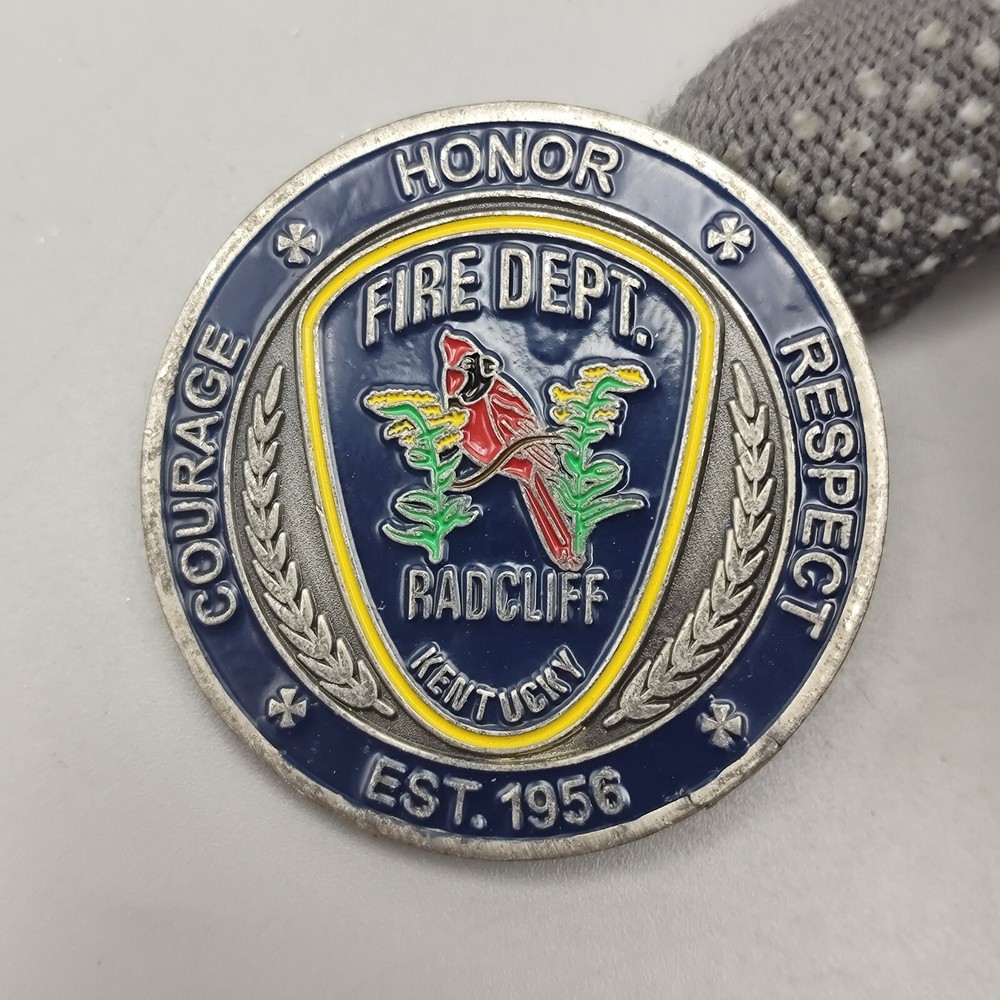 HONOR
COURAGE
RESPECT
FIRE DEPT.
RADCLIFF
KENTUCKY
EST. 1956